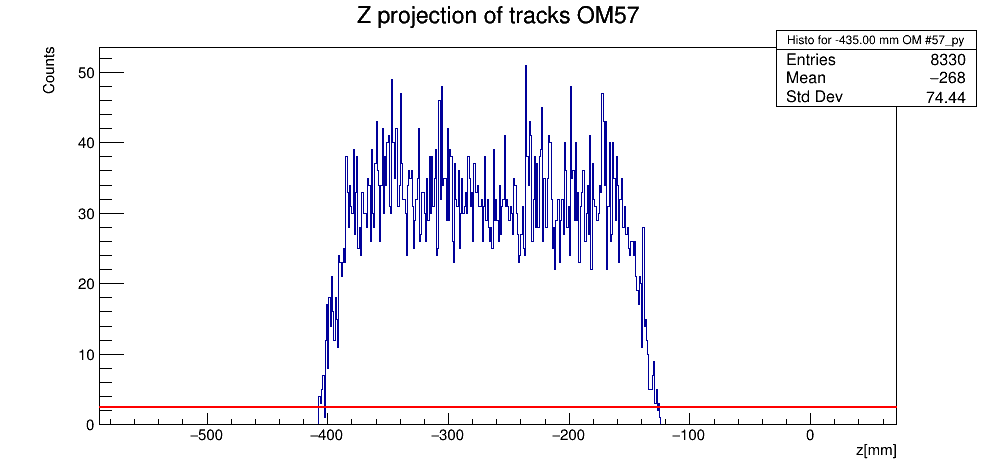 Z projection of tracks OM57
Histo for -435.00 mm OM #57_py
Entries 8330
Mean −268
Std Dev 74.44
Counts
50
40
30
20
10
0
−500 −400 −300 −200 −100 0
z[mm]